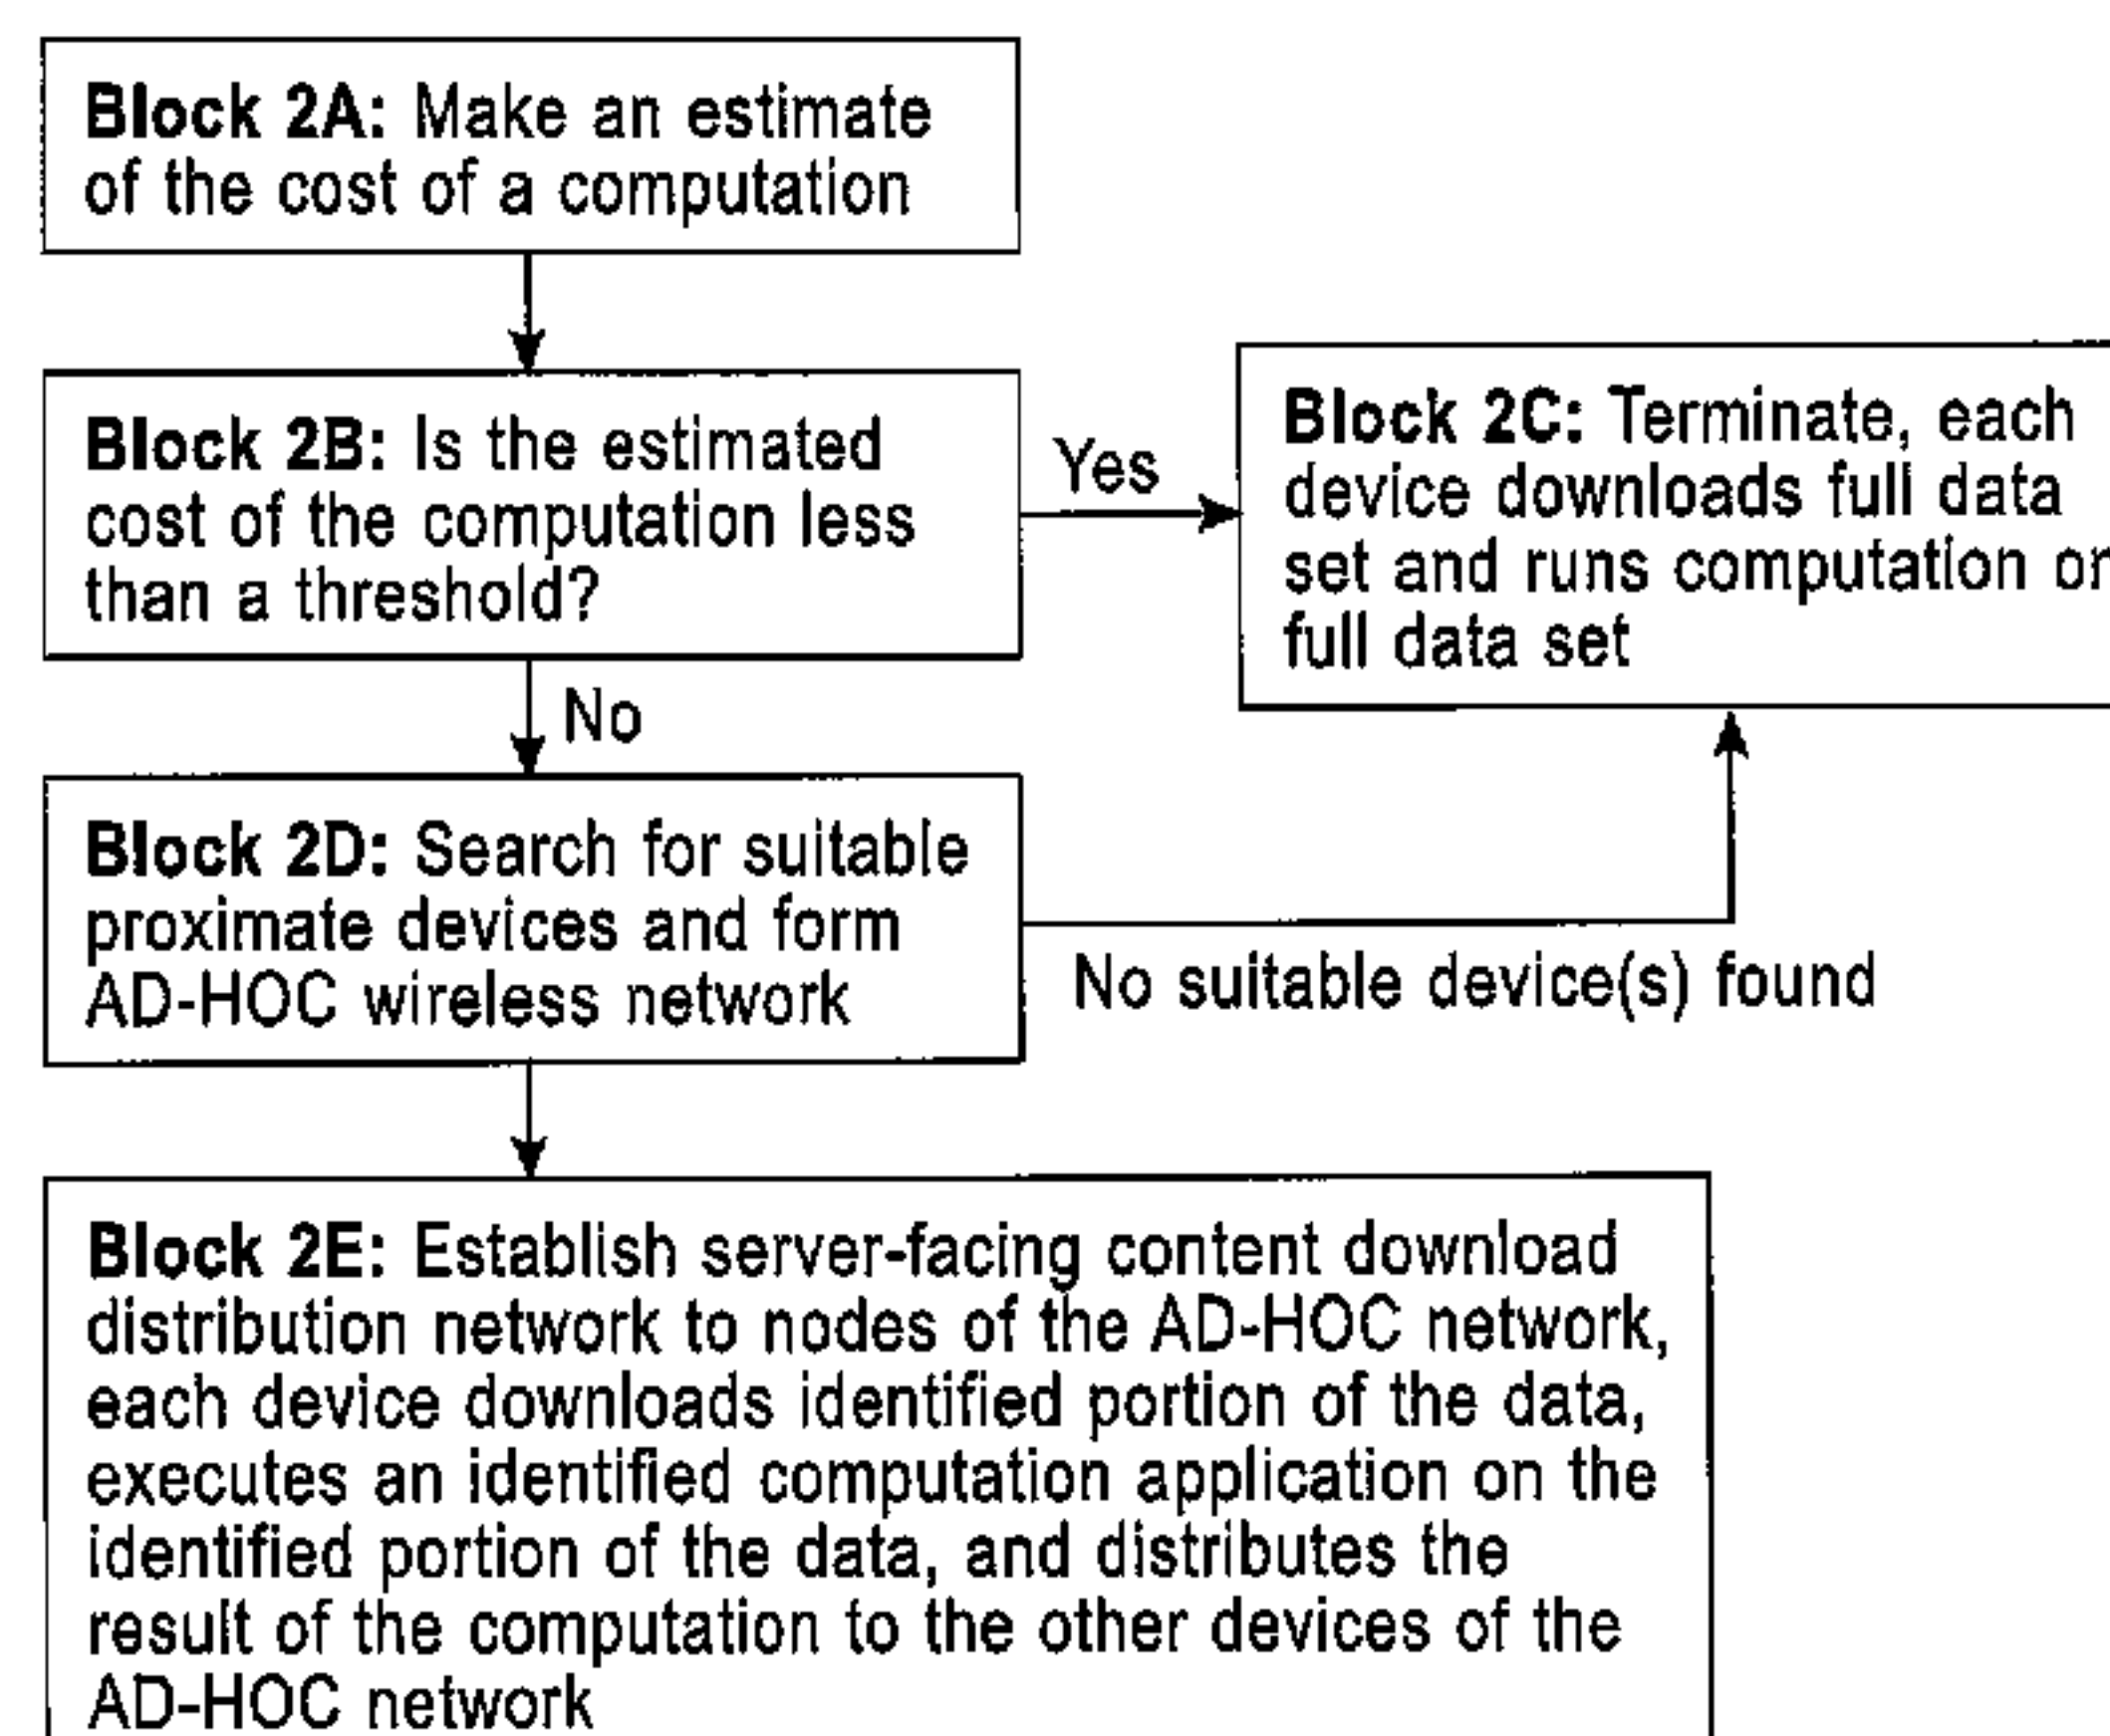 Block 2A: Make an estimate
of the cost of a computation
Block 2B: Is the estimated
cost of the computation less
than a threshold?
Yes
Block 2C: Terminate, each
device downloads full data
set and runs computation on
full data set
No
Block 2D: Search for suitable
proximate devices and form
AD-HOC wireless network
No suitable device(s) found
Block 2E: Establish server-facing content download
distribution network to nodes of the AD-HOC network,
each device downloads identified portion of the data,
executes an identified computation application on the
identified portion of the data, and distributes the
result of the computation to the other devices of the
AD-HOC network